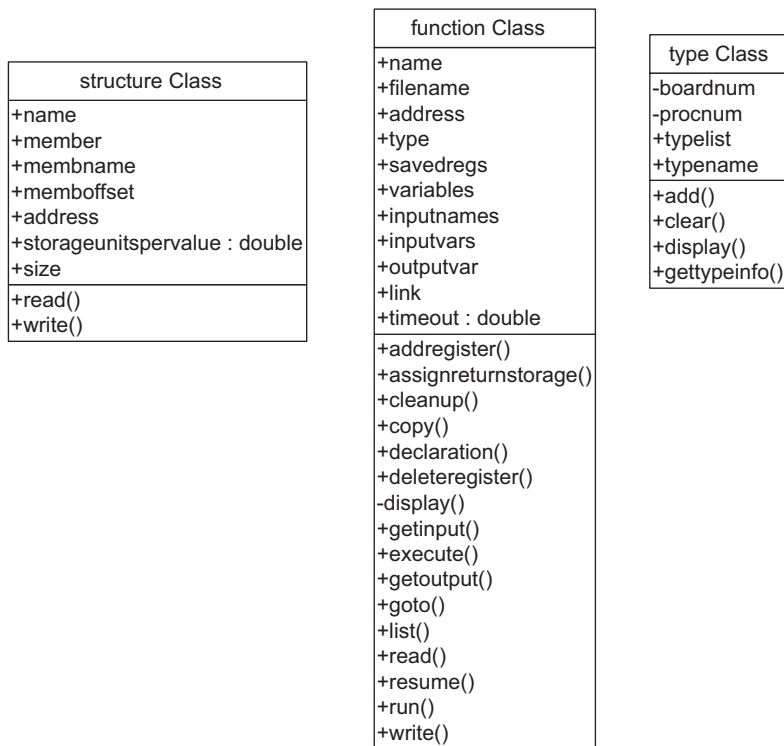 structure Class
+name
+member
+membname
+memboffset
+address
+storageunitspervalue : double
+size
+read()
+write()
function Class
+name
+filename
+address
+type
+savedregs
+variables
+inputnames
+inputvars
+outputvar
+link
+timeout : double
+addregister()
+assignreturnstorage()
+cleanup()
+copy()
+declaration()
+deleteregister()
-display()
+getinput()
+execute()
+getoutput()
+goto()
+list()
+read()
+resume()
+run()
+write()
type Class
-boardnum
-procnum
+typelist
+typename
+add()
+clear()
+display()
+gettypeinfo()